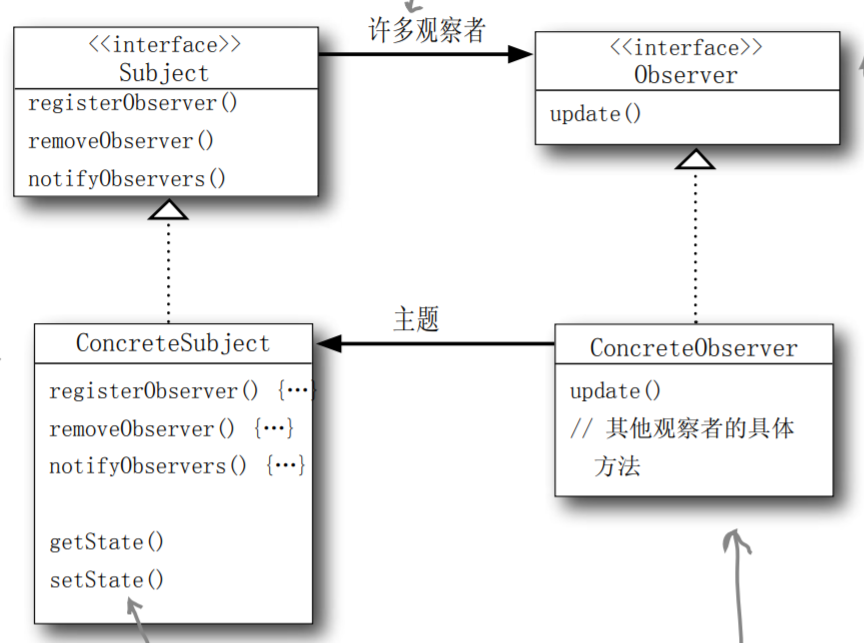 许多观察者
<<interface>>
Subject
registerObserver()
removeObserver()
notifyObservers()
<<interface>>
Observer
update()
主题
ConcreteSubject
registerObserver() {…}
removeObserver() {…}
notifyObservers() {…}
getState()
setState()
ConcreteObserver
update()
// 其他观察者的具体
方法